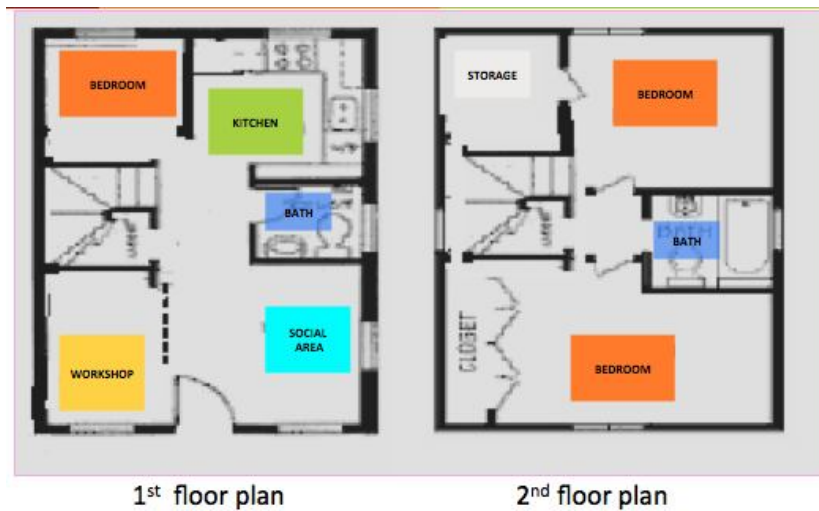 BEDROOM
KITCHEN
BATH
WORKSHOP
SOCIAL
AREA
1st floor plan
STORAGE
BEDROOM
BATH
CLOSET
BEDROOM
2nd floor plan